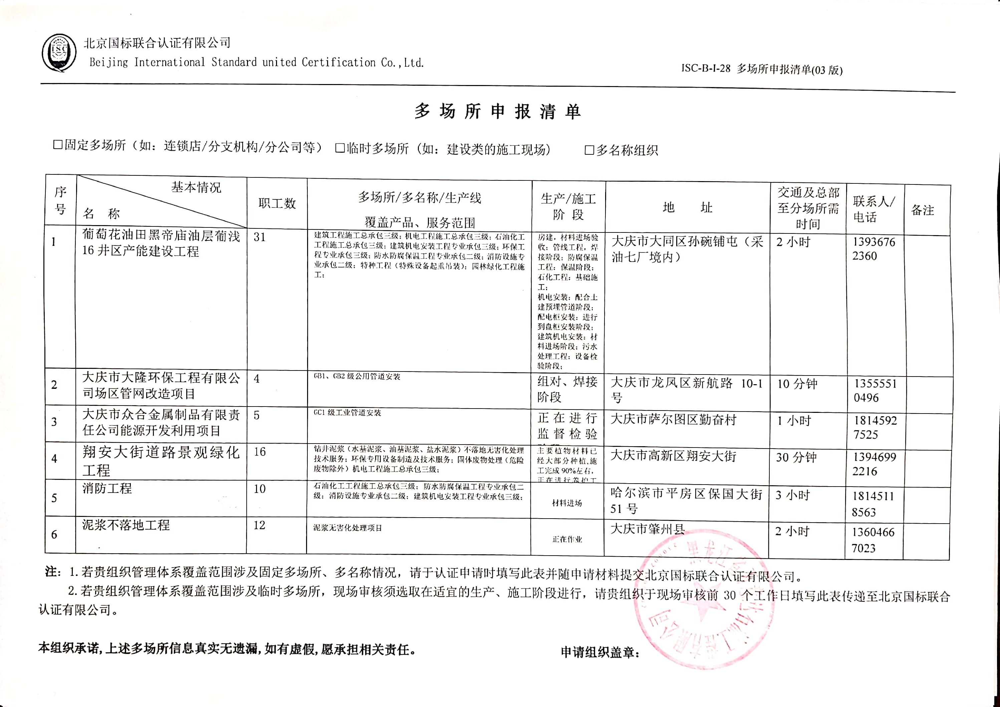 ISC
北京国标联合认证有限公司
Beijing International Standard united Certification Co.,Ltd.
ISC-B-I-28 多场所申报清单(03 版)
多 场 所 申 报 清 单
□固定多场所（如：连锁店/分支机构/分公司等） □临时多场所（如：建设类的施工现场） □多名称组织
序号
基本情况
名 称
职工数
多场所/多名称/生产线
覆盖产品、服务范围
生产/施工
阶 段
地 址
交通及总部
至分场所需
时间
联系人/
电话
备注
1
葡萄花油田黑帝庙油层葡浅
16 井区产能建设工程
31
建筑工程施工总承包三级；机电工程施工总承包三级；石油化工
工程施工总承包三级；建筑机电安装工程专业承包三级；环保工
程专业承包三级；防水防腐保温工程专业承包二级；消防设施专
业承包二级；特种工程（特殊设备起重吊装）；园林绿化工程施
工；
房建，材料进场验
收；管线工程，焊
接阶段；防腐保温
工程：保温阶段；
石化工程：基础施
工；
机电安装：配合土
建预埋管道阶段；
配电柜安装：进行
到盘柜安装阶段；
建筑机电安装：材
料进场阶段；污水
处理工程：设备检
验阶段；
大庆市大同区孙碗铺屯（采
油七厂境内）
2 小时
1393676
2360
2
大庆市大隆环保工程有限公
司场区管网改造项目
4
GB1、GB2 级公用管道安装
组对、焊接
阶段
大庆市龙凤区新航路 10-1
号
10 分钟
1355551
0496
3
大庆市众合金属制品有限责
任公司能源开发利用项目
5
GC1 级工业管道安装
正在进行
监督检验
大庆市萨尔图区勤奋村
1 小时
1814592
7525
4
翔安大街道路景观绿化
工程
16
钻井泥浆（水基泥浆、油基泥浆、盐水泥浆）不落地无害化处理
技术服务；环保专用设备制造及技术服务；固体废物处理（危险
废物除外）机电工程施工总承包三级；
主要植物材料已
经大部分种植,施
工完成 90%左右，
正在进行养护工
大庆市高新区翔安大街
30 分钟
1394699
2216
5
消防工程
10
石油化工工程施工总承包三级；防水防腐保温工程专业承包二
级；消防设施专业承包二级；建筑机电安装工程专业承包三级；
材料进场
哈尔滨市平房区保国大街
51 号
3 小时
1814511
8563
6
泥浆不落地工程
12
泥浆无害化处理项目
正在作业
大庆市肇州县
2 小时
1360466
7023
注：1.若贵组织管理体系覆盖范围涉及固定多场所、多名称情况，请于认证申请时填写此表并随申请材料提交北京国标联合认证有限公司。
2.若贵组织管理体系覆盖范围涉及临时多场所，现场审核须选取在适宜的生产、施工阶段进行，请贵组织于现场审核前 30 个工作日填写此表传递至北京国标联合
认证有限公司。
本组织承诺,上述多场所信息真实无遗漏,如有虚假,愿承担相关责任。
申请组织盖章：
黑龙江
工程有限公司